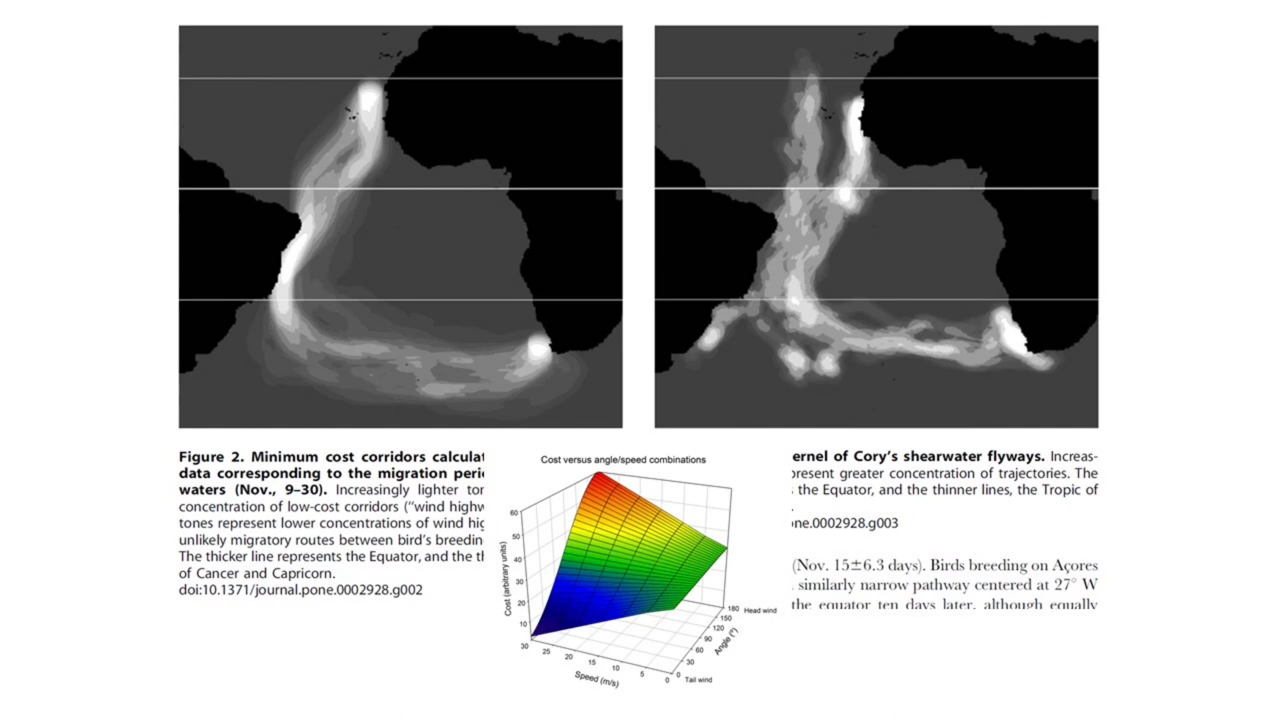 Figure 2. Minimum cost corridors calculat
data corresponding to the migration peri
waters (Nov., 9–30). Increasingly lighter tor
concentration of low-cost corridors ("wind highw
tones represent lower concentrations of wind hig
unlikely migratory routes between bird's breedin
The thicker line represents the Equator, and the th
of Cancer and Capricorn.
doi:10.1371/journal.pone.0002928.g002
Cost versus angle/speed combinations
Cost (arbitrary units)
60
50
40
30
20
10
30
25
20
15
10
5
0
Speed (m/s)
0
30
60
90
120
150
180
Angle (°)
Head wind
Tail wind
ernel of Cory's shearwater flyways. Increas-
present greater concentration of trajectories. The
the Equator, and the thinner lines, the Tropic of
.
one.0002928.g003
(Nov. 15±6.3 days). Birds breeding on Açores
similarly narrow pathway centered at 27° W
the equator ten days later, although equally